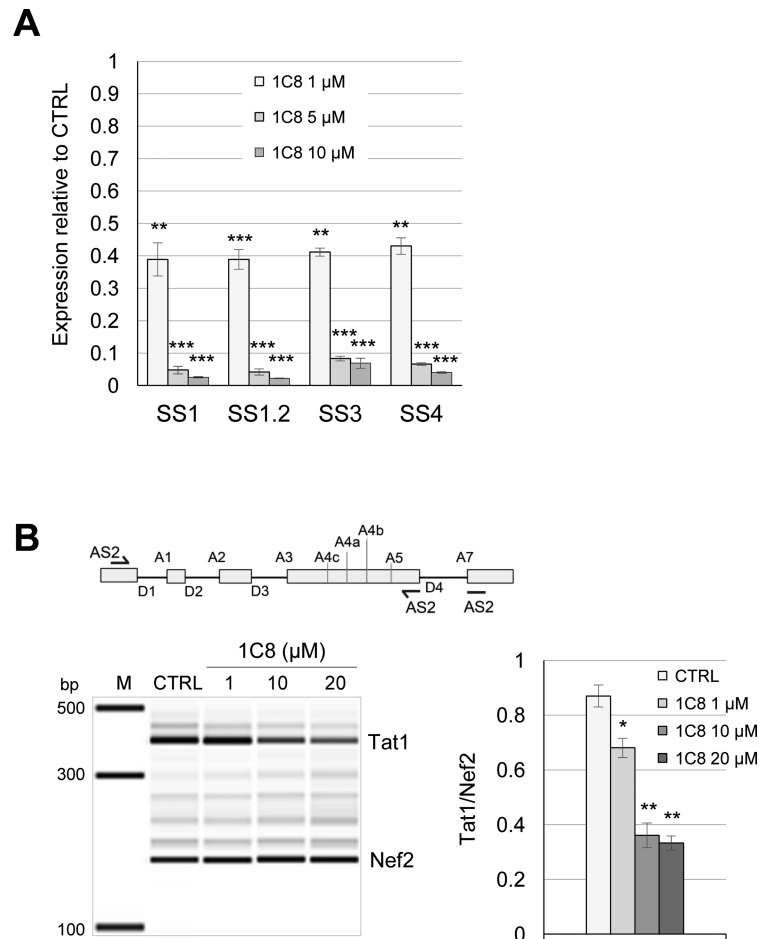 A
Expression relative to CTRL
1
0.9
0.8
0.7
0.6
0.5
0.4
0.3
0.2
0.1
0
1C8 1 µM
1C8 5 µM
1C8 10 µM
** *** ** **
*** *** *** ***
*** *** *** ***
SS1 SS1.2 SS3 SS4
B
A4b
A4a
AS2 A1 A2 A3 A4c A5 A7
D1 D2 D3 D4
AS2 AS2
1C8 (µM)
bp M CTRL 1 10 20
500
Tat1
300
Nef2
100
Tat1/Nef2
1
0.8
0.6
0.4
0.2
0
CTRL
1C8 1 µM
1C8 10 µM
1C8 20 µM
*
** **